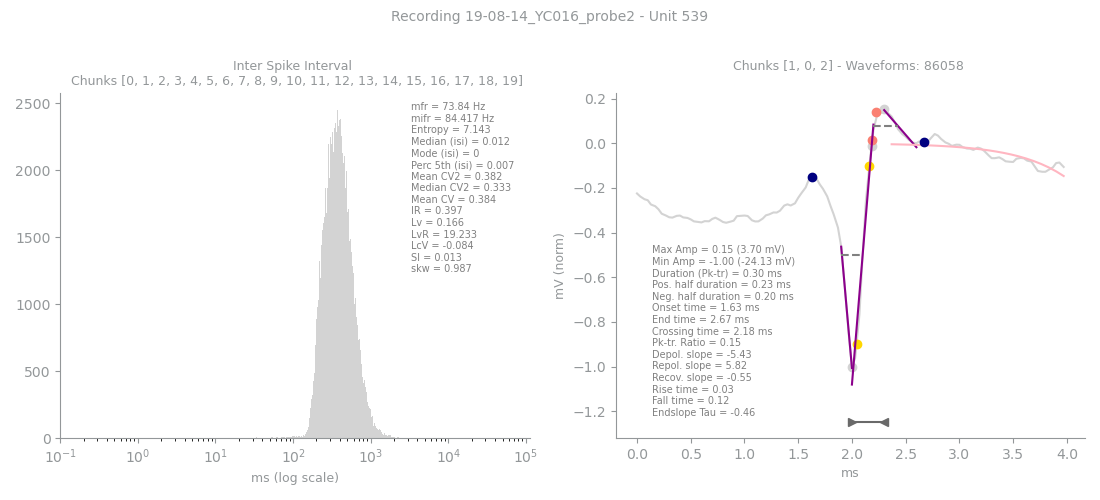 Recording 19-08-14_YC016_probe2 - Unit 539
Inter Spike Interval
Chunks [0, 1, 2, 3, 4, 5, 6, 7, 8, 9, 10, 11, 12, 13, 14, 15, 16, 17, 18, 19]
2500
2000
1500
1000
500
0
mfr = 73.84 Hz
mifr = 84.417 Hz
Entropy = 7.143
Median (isi) = 0.012
Mode (isi) = 0
Perc 5th (isi) = 0.007
Mean CV2 = 0.382
Median CV2 = 0.333
Mean CV = 0.384
IR = 0.397
Lv = 0.166
LvR = 19.233
LcV = -0.084
SI = 0.013
skw = 0.987
10⁻¹ 10⁰ 10¹ 10² 10³ 10⁴ 10⁵
ms (log scale)
Chunks [1, 0, 2] - Waveforms: 86058
mV (norm)
0.2
0.0
−0.2
−0.4
−0.6
−0.8
−1.0
−1.2
Max Amp = 0.15 (3.70 mV)
Min Amp = -1.00 (-24.13 mV)
Duration (Pk-tr) = 0.30 ms
Pos. half duration = 0.23 ms
Neg. half duration = 0.20 ms
Onset time = 1.63 ms
End time = 2.67 ms
Crossing time = 2.18 ms
Pk-tr. Ratio = 0.15
Depol. slope = -5.43
Repol. slope = 5.82
Recov. slope = -0.55
Rise time = 0.03
Fall time = 0.12
Endslope Tau = -0.46
0.0 0.5 1.0 1.5 2.0 2.5 3.0 3.5 4.0
ms